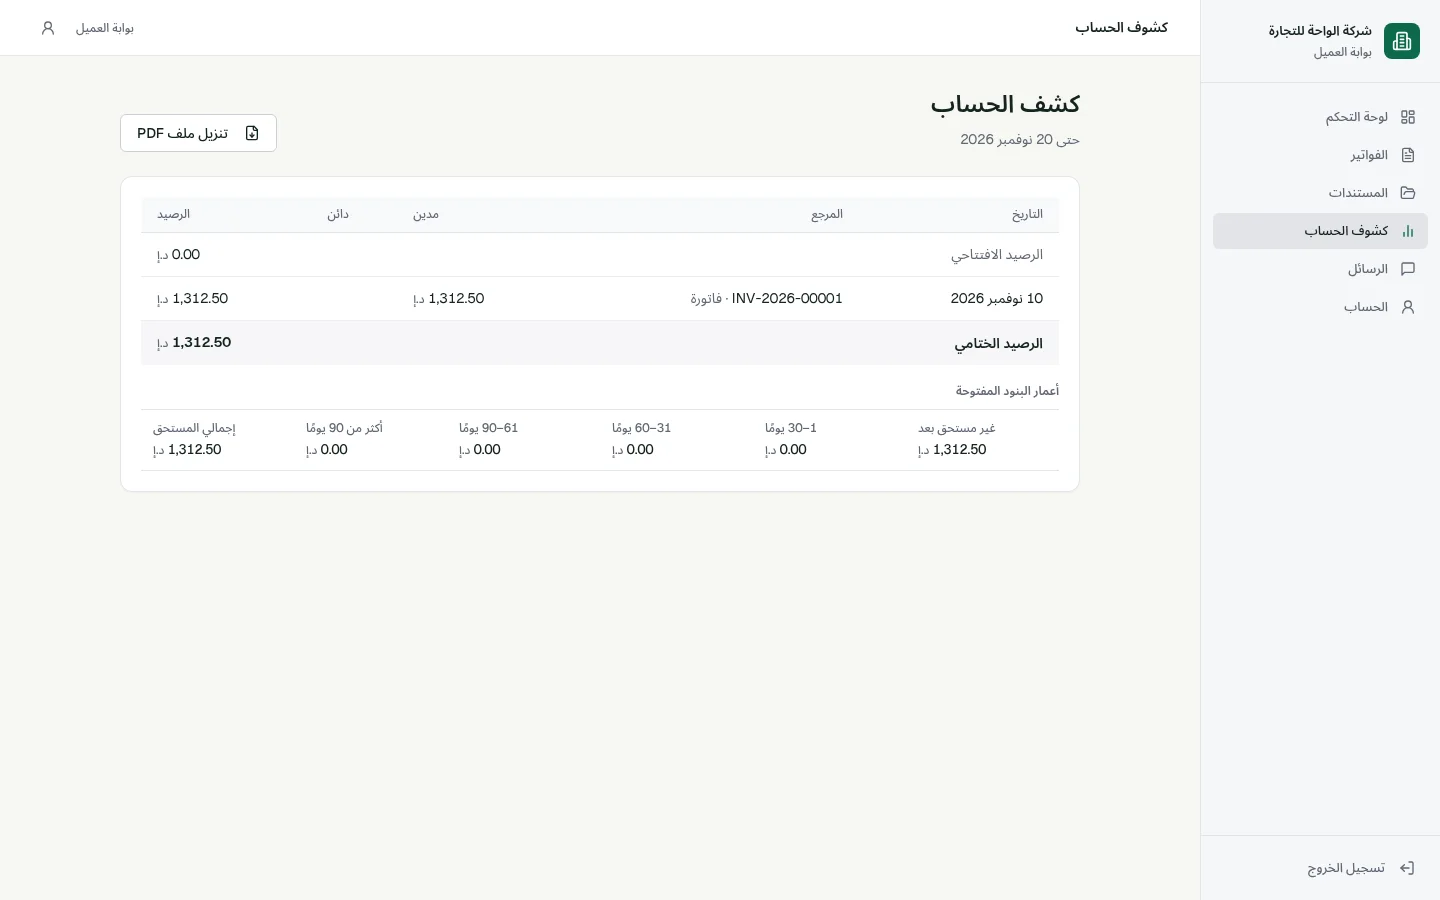 شركة الواحة للتجارة
بوابة العميل
لوحة التحكم
الفواتير
المستندات
كشوف الحساب
الرسائل
الحساب
تسجيل الخروج
كشوف الحساب
بوابة العميل
كشف الحساب
حتى 20 نوفمبر 2026
تنزيل ملف PDF
التاريخ المرجع مدين دائن الرصيد
الرصيد الافتتاحي 0.00 د.إ
10 نوفمبر 2026 INV-2026-00001 · فاتورة 1,312.50 د.إ 1,312.50 د.إ
الرصيد الختامي 1,312.50 د.إ
أعمار البنود المفتوحة
غير مستحق بعد 1–30 يومًا 31–60 يومًا 61–90 يومًا أكثر من 90 يومًا إجمالي المستحق
1,312.50 د.إ 0.00 د.إ 0.00 د.إ 0.00 د.إ 0.00 د.إ 1,312.50 د.إ